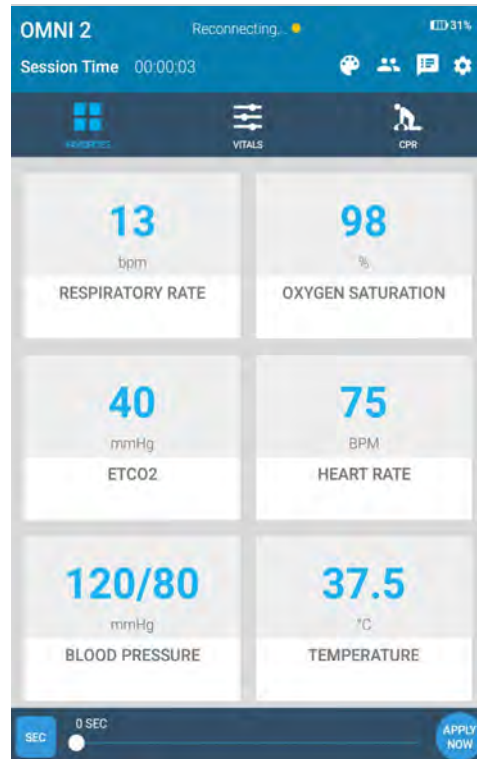 OMNI 2 Reconnecting... 31%
Session Time 00:00:03
FAVORITES VITALS CPR
13 98
bpm %
RESPIRATORY RATE OXYGEN SATURATION
40 75
mmHg BPM
ETCO2 HEART RATE
120/80 37.5
mmHg °C
BLOOD PRESSURE TEMPERATURE
0 SEC
SEC APPLY
NOW